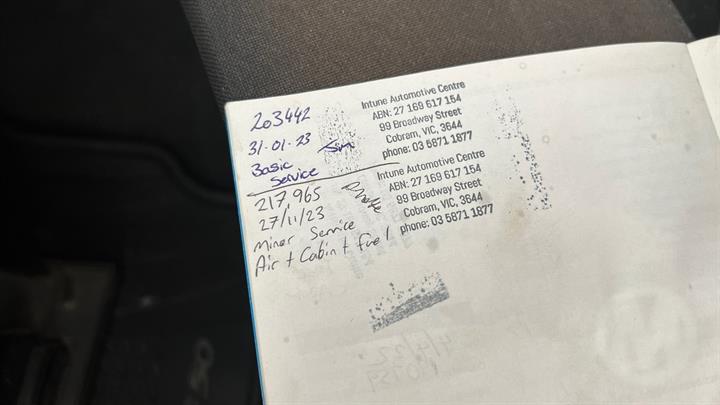 203442
31-01-23
Basic
Service
Intune Automotive Centre
ABN: 27 169 617 154
99 Broadway Street
Cobram, VIC, 3644
phone: 03 5871 1877
217,965
27/11/23
Minor Service
Air + Cabin + fuel
Intune Automotive Centre
ABN: 27 169 617 154
99 Broadway Street
Cobram, VIC, 3644
phone: 03 5871 1877